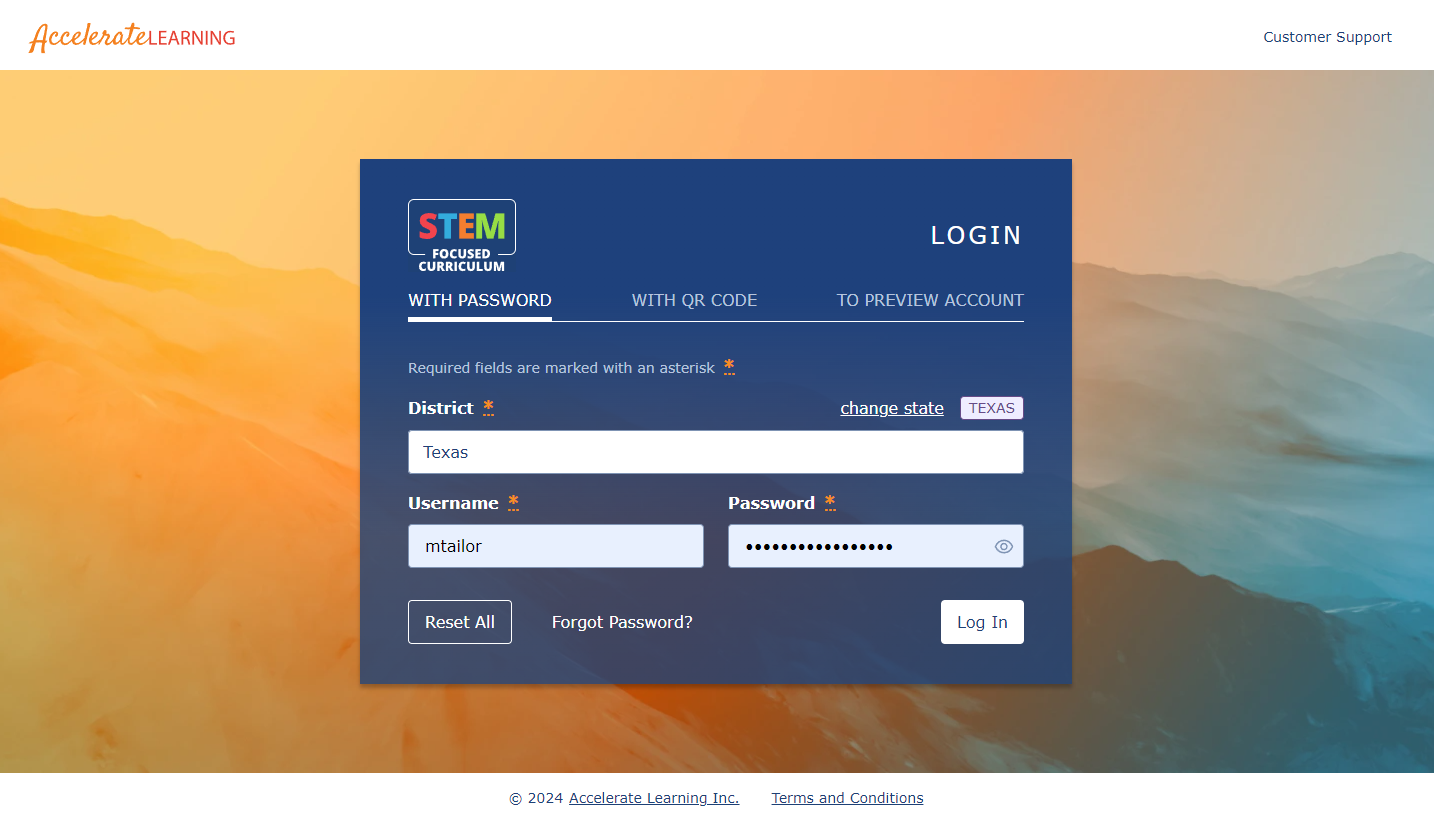 AccelerateLEARNING
Customer Support
STEM
FOCUSED
CURRICULUM
LOGIN
WITH PASSWORD
WITH QR CODE
TO PREVIEW ACCOUNT
Required fields are marked with an asterisk *
District *
change state
TEXAS
Texas
Username *
Password *
mtailor
•••••••••••••••••
Reset All
Forgot Password?
Log In
© 2024 Accelerate Learning Inc.
Terms and Conditions